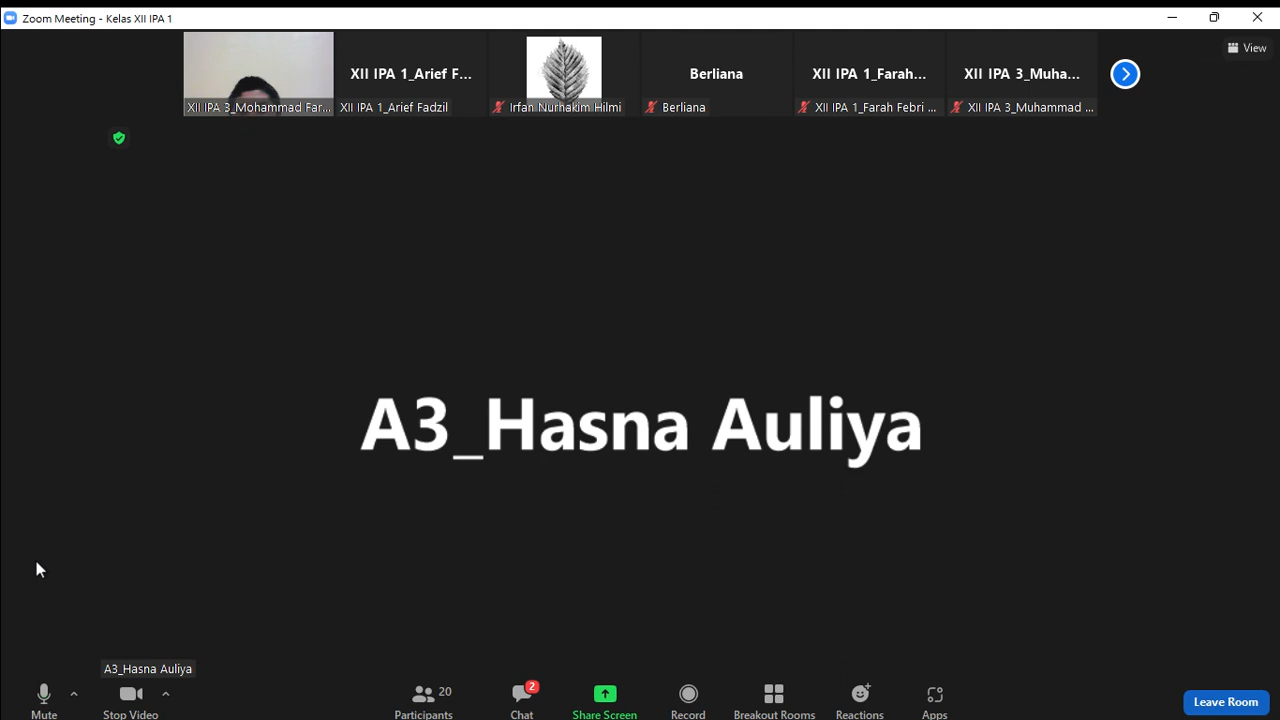 Zoom Meeting - Kelas XII IPA 1
View
XII IPA 1_Arief F...
Berliana
XII IPA 1_Farah...
XII IPA 3_Muha...
XII IPA 3_Mohammad Far...
XII IPA 1_Arief Fadzil
Irfan Nurhakim Hilmi
Berliana
XII IPA 1_Farah Febri ...
XII IPA 3_Muhammad ...
A3_Hasna Auliya
A3_Hasna Auliya
20
2
Mute
Stop Video
Participants
Chat
Share Screen
Record
Breakout Rooms
Reactions
Apps
Leave Room